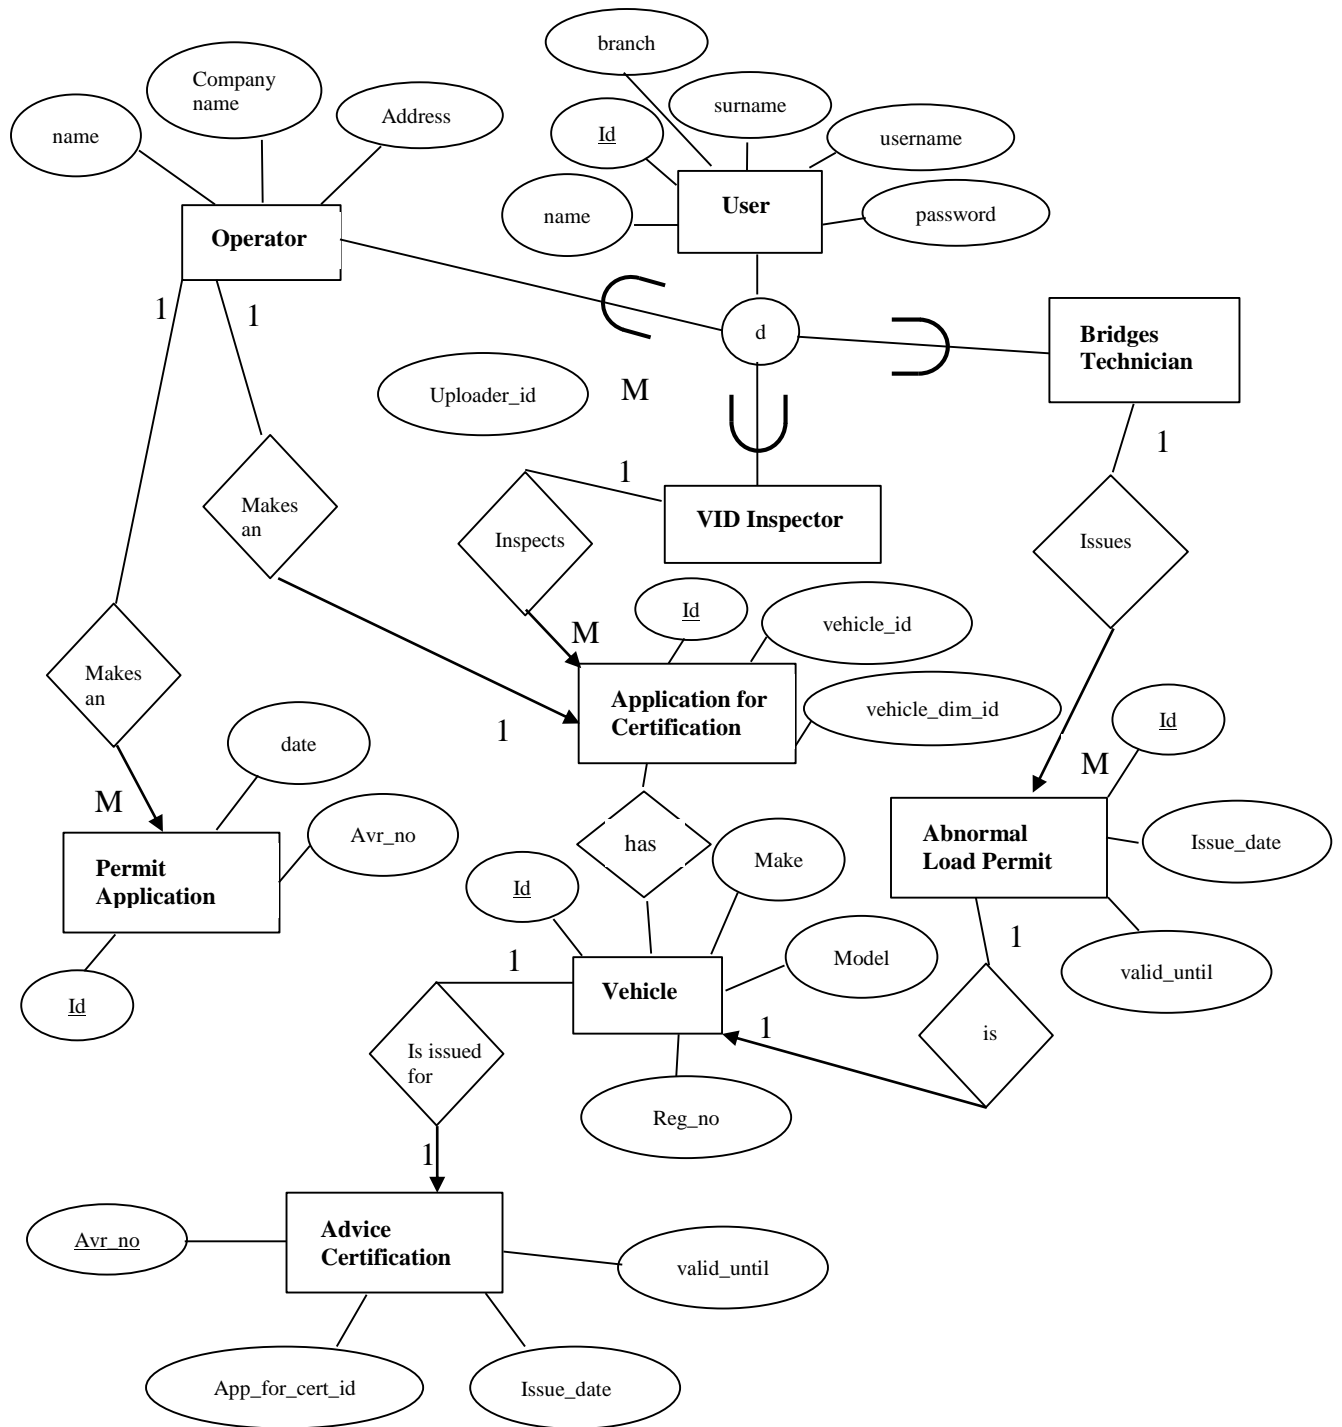 branch
Company
name
surname
Address
name
Id
username
User
name
password
Operator
1
1
d
Bridges
Technician
Uploader_id
M
1
1
Makes
an
VID Inspector
Inspects
Issues
Id
M
vehicle_id
Makes
an
Application for
Certification
vehicle_dim_id
Id
1
date
M
M
Avr_no
has
Make
Abnormal
Load Permit
Issue_date
Permit
Application
Id
1
1
Model
valid_until
Vehicle
Id
1
is
Is issued
for
Reg_no
1
Advice
Certification
Avr_no
valid_until
App_for_cert_id
Issue_date